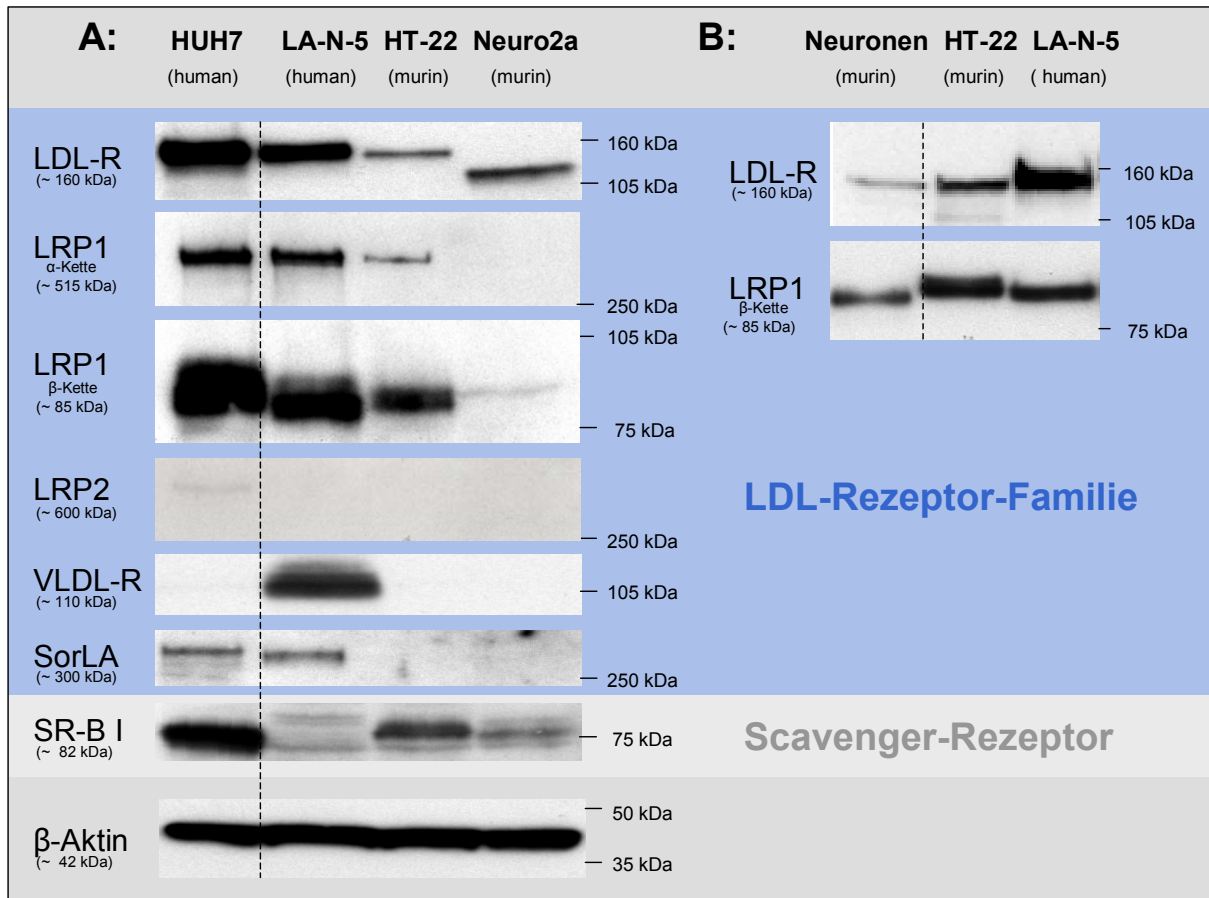 A:
HUH7 LA-N-5 HT-22 Neuro2a
(human) (human) (murin) (murin)
LDL-R
(~ 160 kDa)
160 kDa
105 kDa
LRP1
α-Kette
(~ 515 kDa)
250 kDa
LRP1
β-Kette
(~ 85 kDa)
105 kDa
75 kDa
LRP2
(~ 600 kDa)
250 kDa
VLDL-R
(~ 110 kDa)
105 kDa
SorLA
(~ 300 kDa)
250 kDa
SR-B I
(~ 82 kDa)
75 kDa
β-Aktin
(~ 42 kDa)
50 kDa
35 kDa
B:
Neuronen HT-22 LA-N-5
(murin) (murin) ( human)
LDL-R
(~ 160 kDa)
160 kDa
105 kDa
LRP1
β-Kette
(~ 85 kDa)
75 kDa
LDL-Rezeptor-Familie
Scavenger-Rezeptor